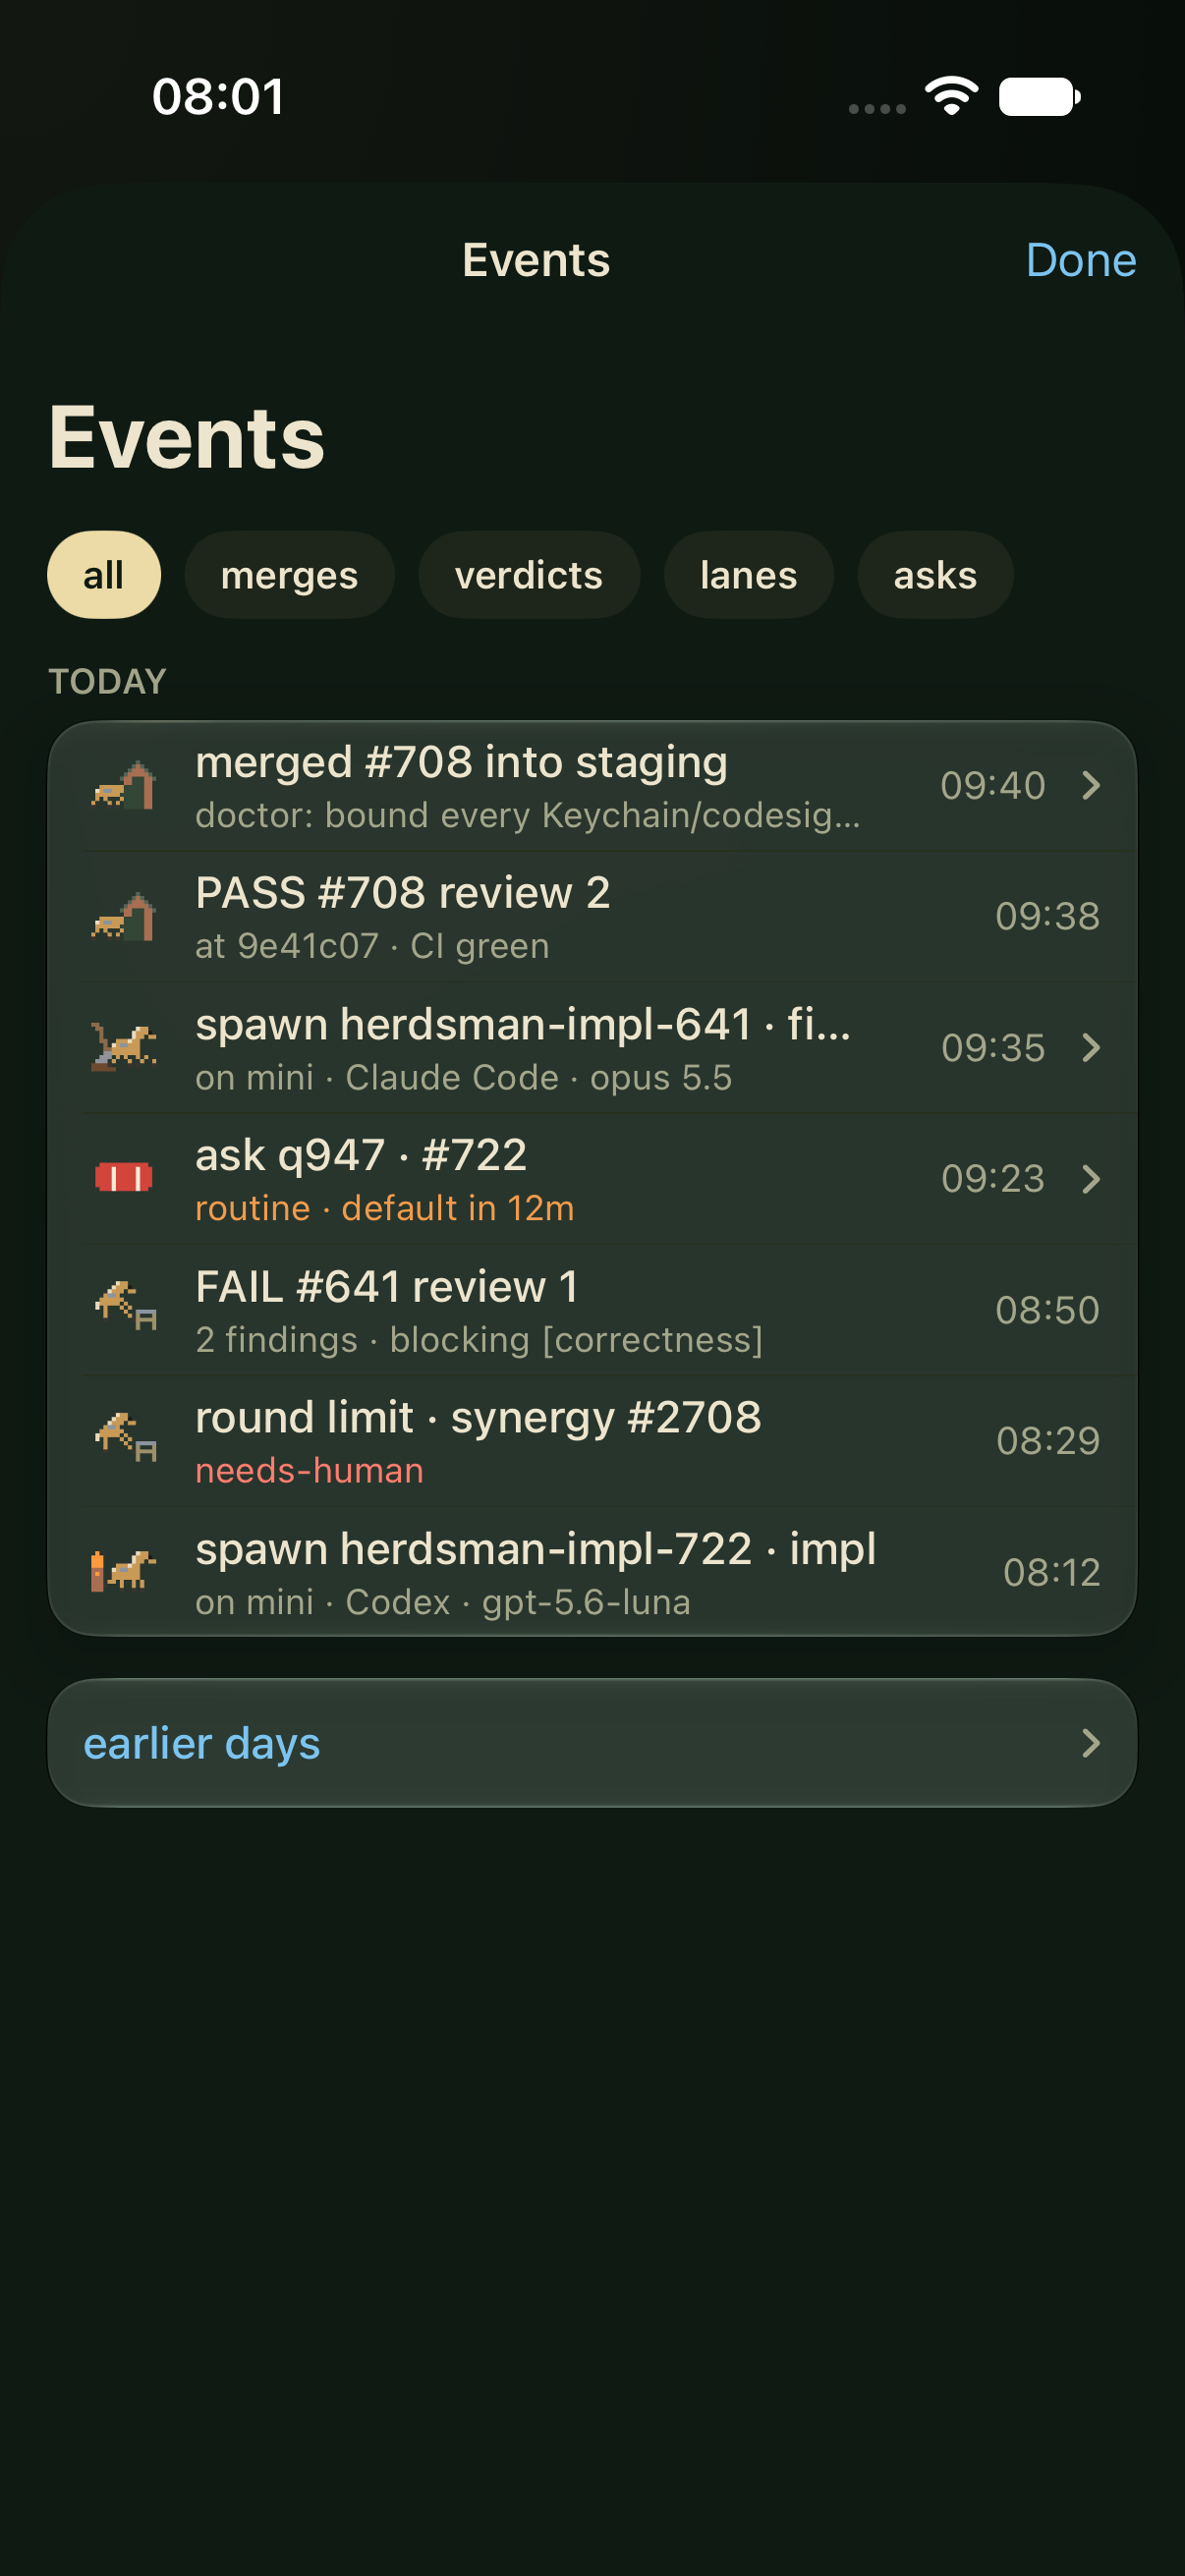 08:01
Events
Done
Events
all
merges
verdicts
lanes
asks
TODAY
merged #708 into staging
doctor: bound every Keychain/codesig...
09:40
PASS #708 review 2
at 9e41c07 · CI green
09:38
spawn herdsman-impl-641 · fi...
on mini · Claude Code · opus 5.5
09:35
ask q947 · #722
routine · default in 12m
09:23
FAIL #641 review 1
2 findings · blocking [correctness]
08:50
round limit · synergy #2708
needs-human
08:29
spawn herdsman-impl-722 · impl
on mini · Codex · gpt-5.6-luna
08:12
earlier days